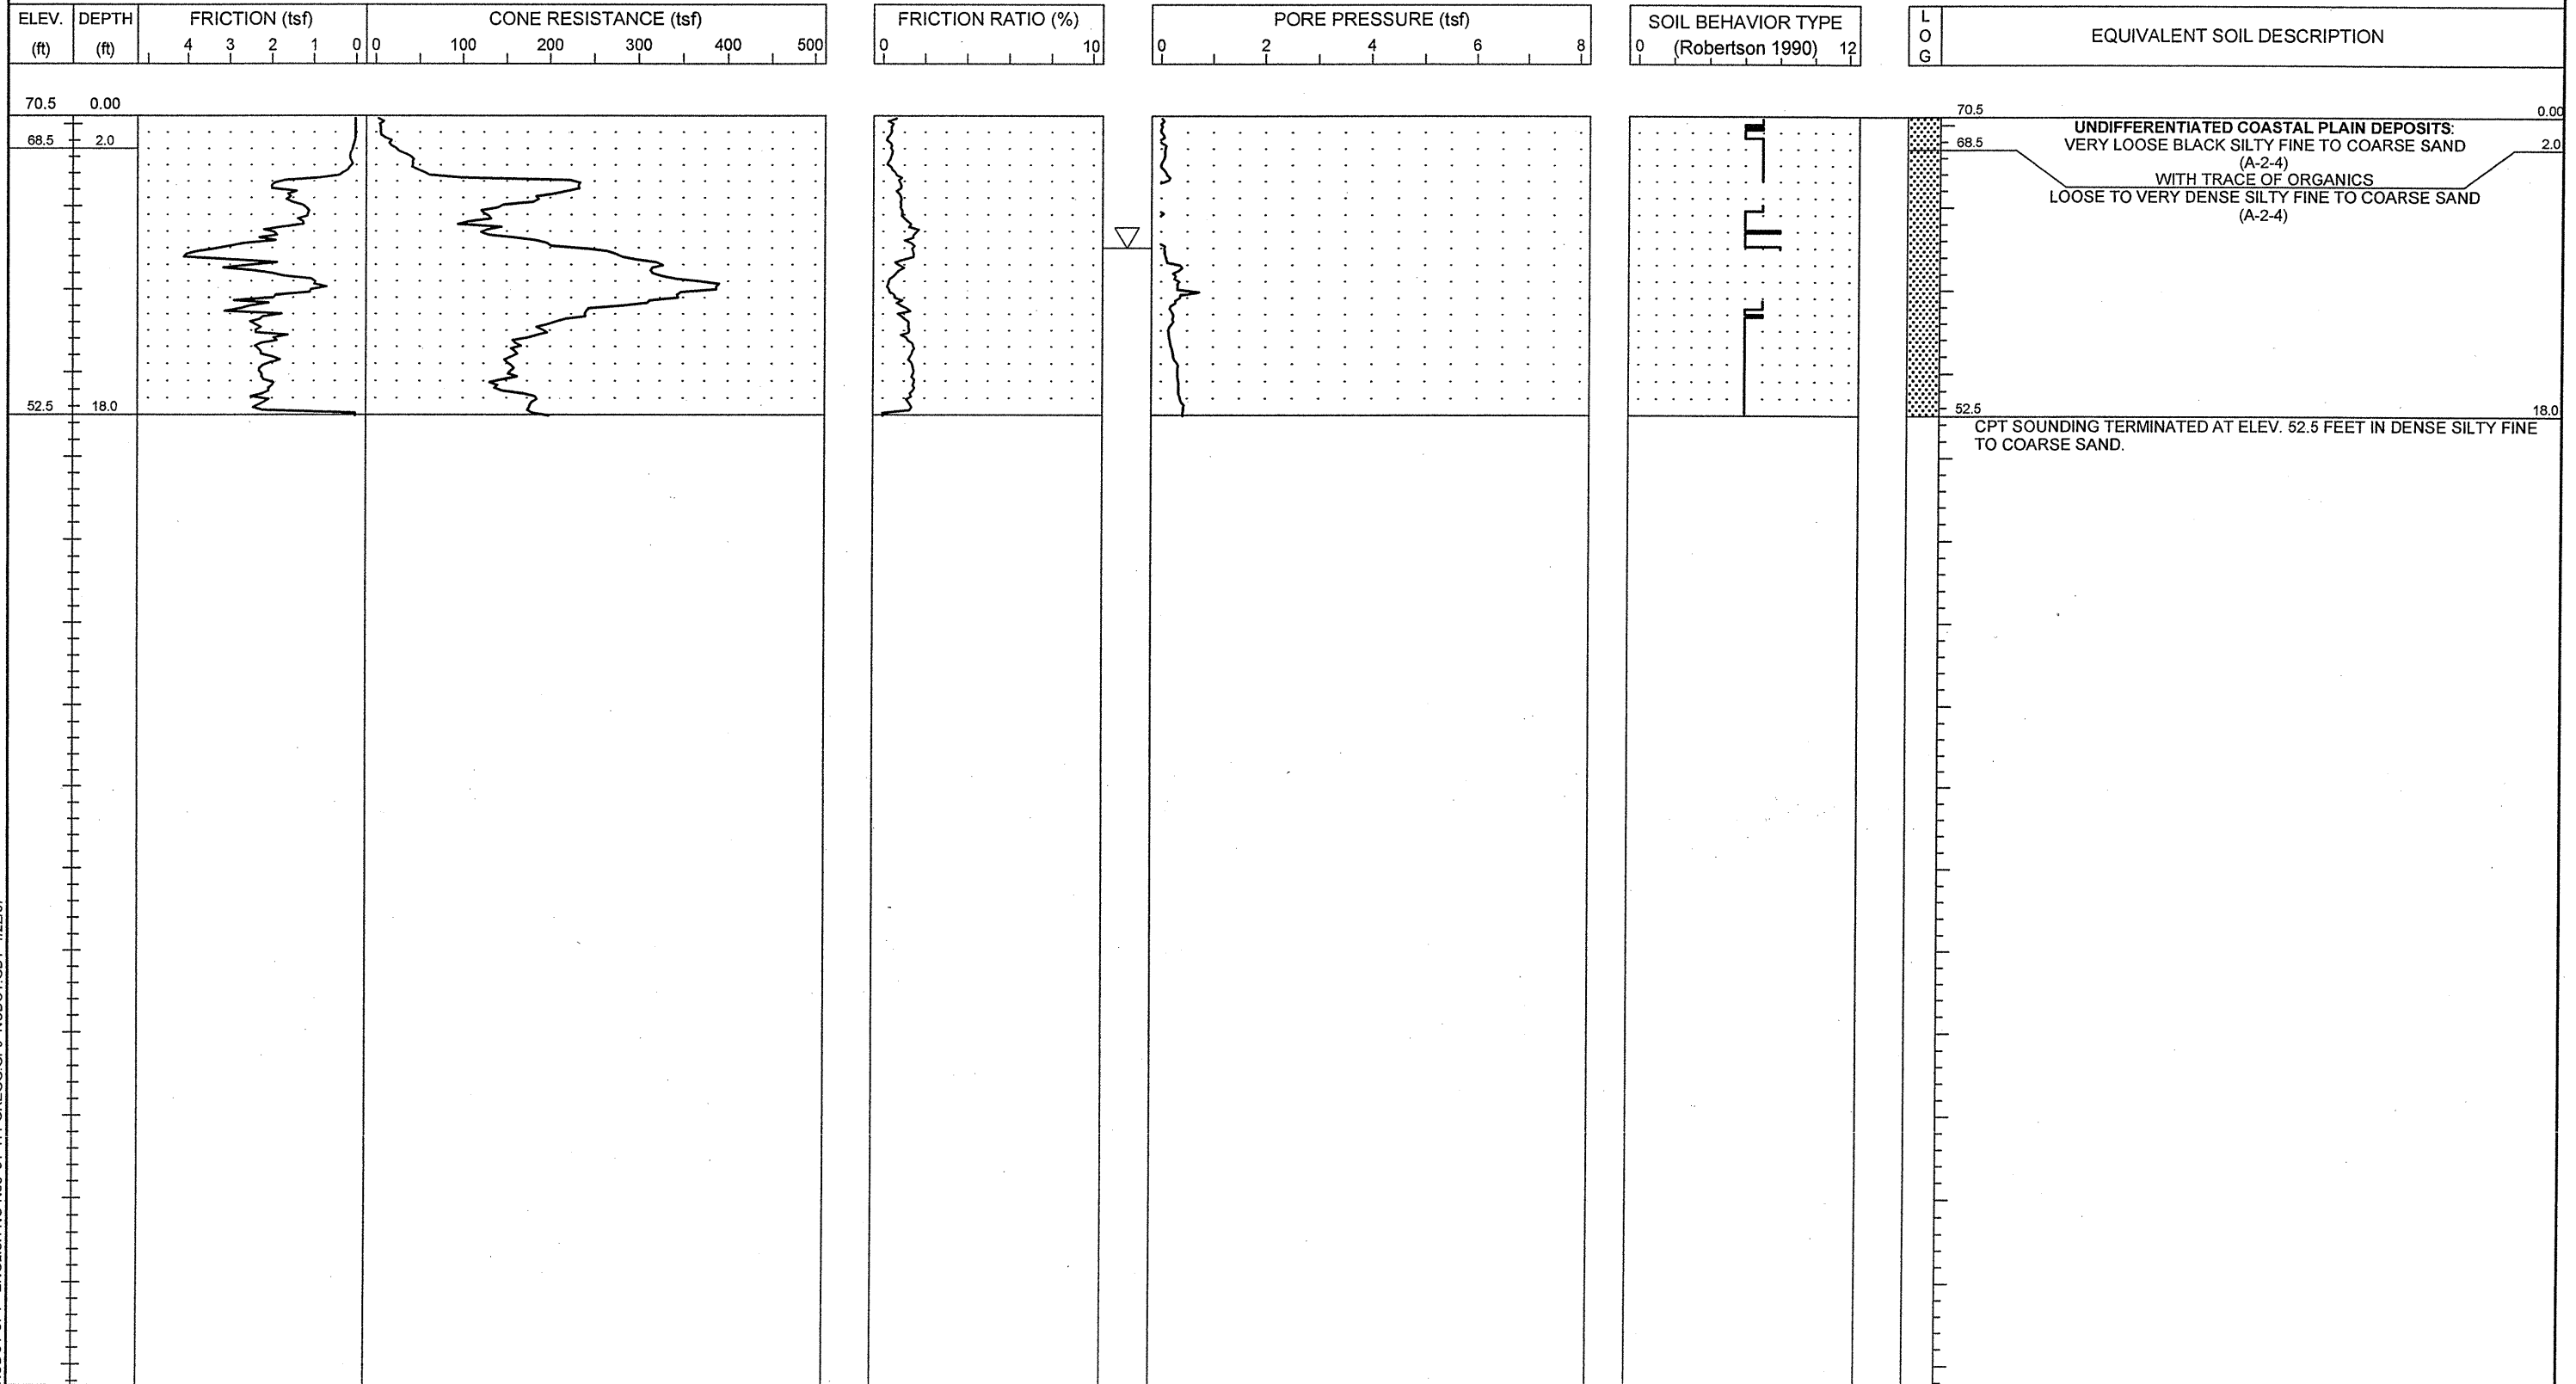 ELEV. DEPTH FRICTION (tsf) CONE RESISTANCE (tsf) FRICTION RATIO (%) PORE PRESSURE (tsf) SOIL BEHAVIOR TYPE L O G EQUIVALENT SOIL DESCRIPTION
(ft) (ft) 4 3 2 1 0 0 100 200 300 400 500 0 10 0 2 4 6 8 0 (Robertson 1990) 12
70.5 0.00 70.5 0.00
UNDIFFERENTIATED COASTAL PLAIN DEPOSITS:
68.5 2.0 68.5 VERY LOOSE BLACK SILTY FINE TO COARSE SAND 2.0
(A-2-4)
WITH TRACE OF ORGANICS
LOOSE TO VERY DENSE SILTY FINE TO COARSE SAND
(A-2-4)
52.5 18.0 52.5 18.0
CPT SOUNDING TERMINATED AT ELEV. 52.5 FEET IN DENSE SILTY FINE
TO COARSE SAND.